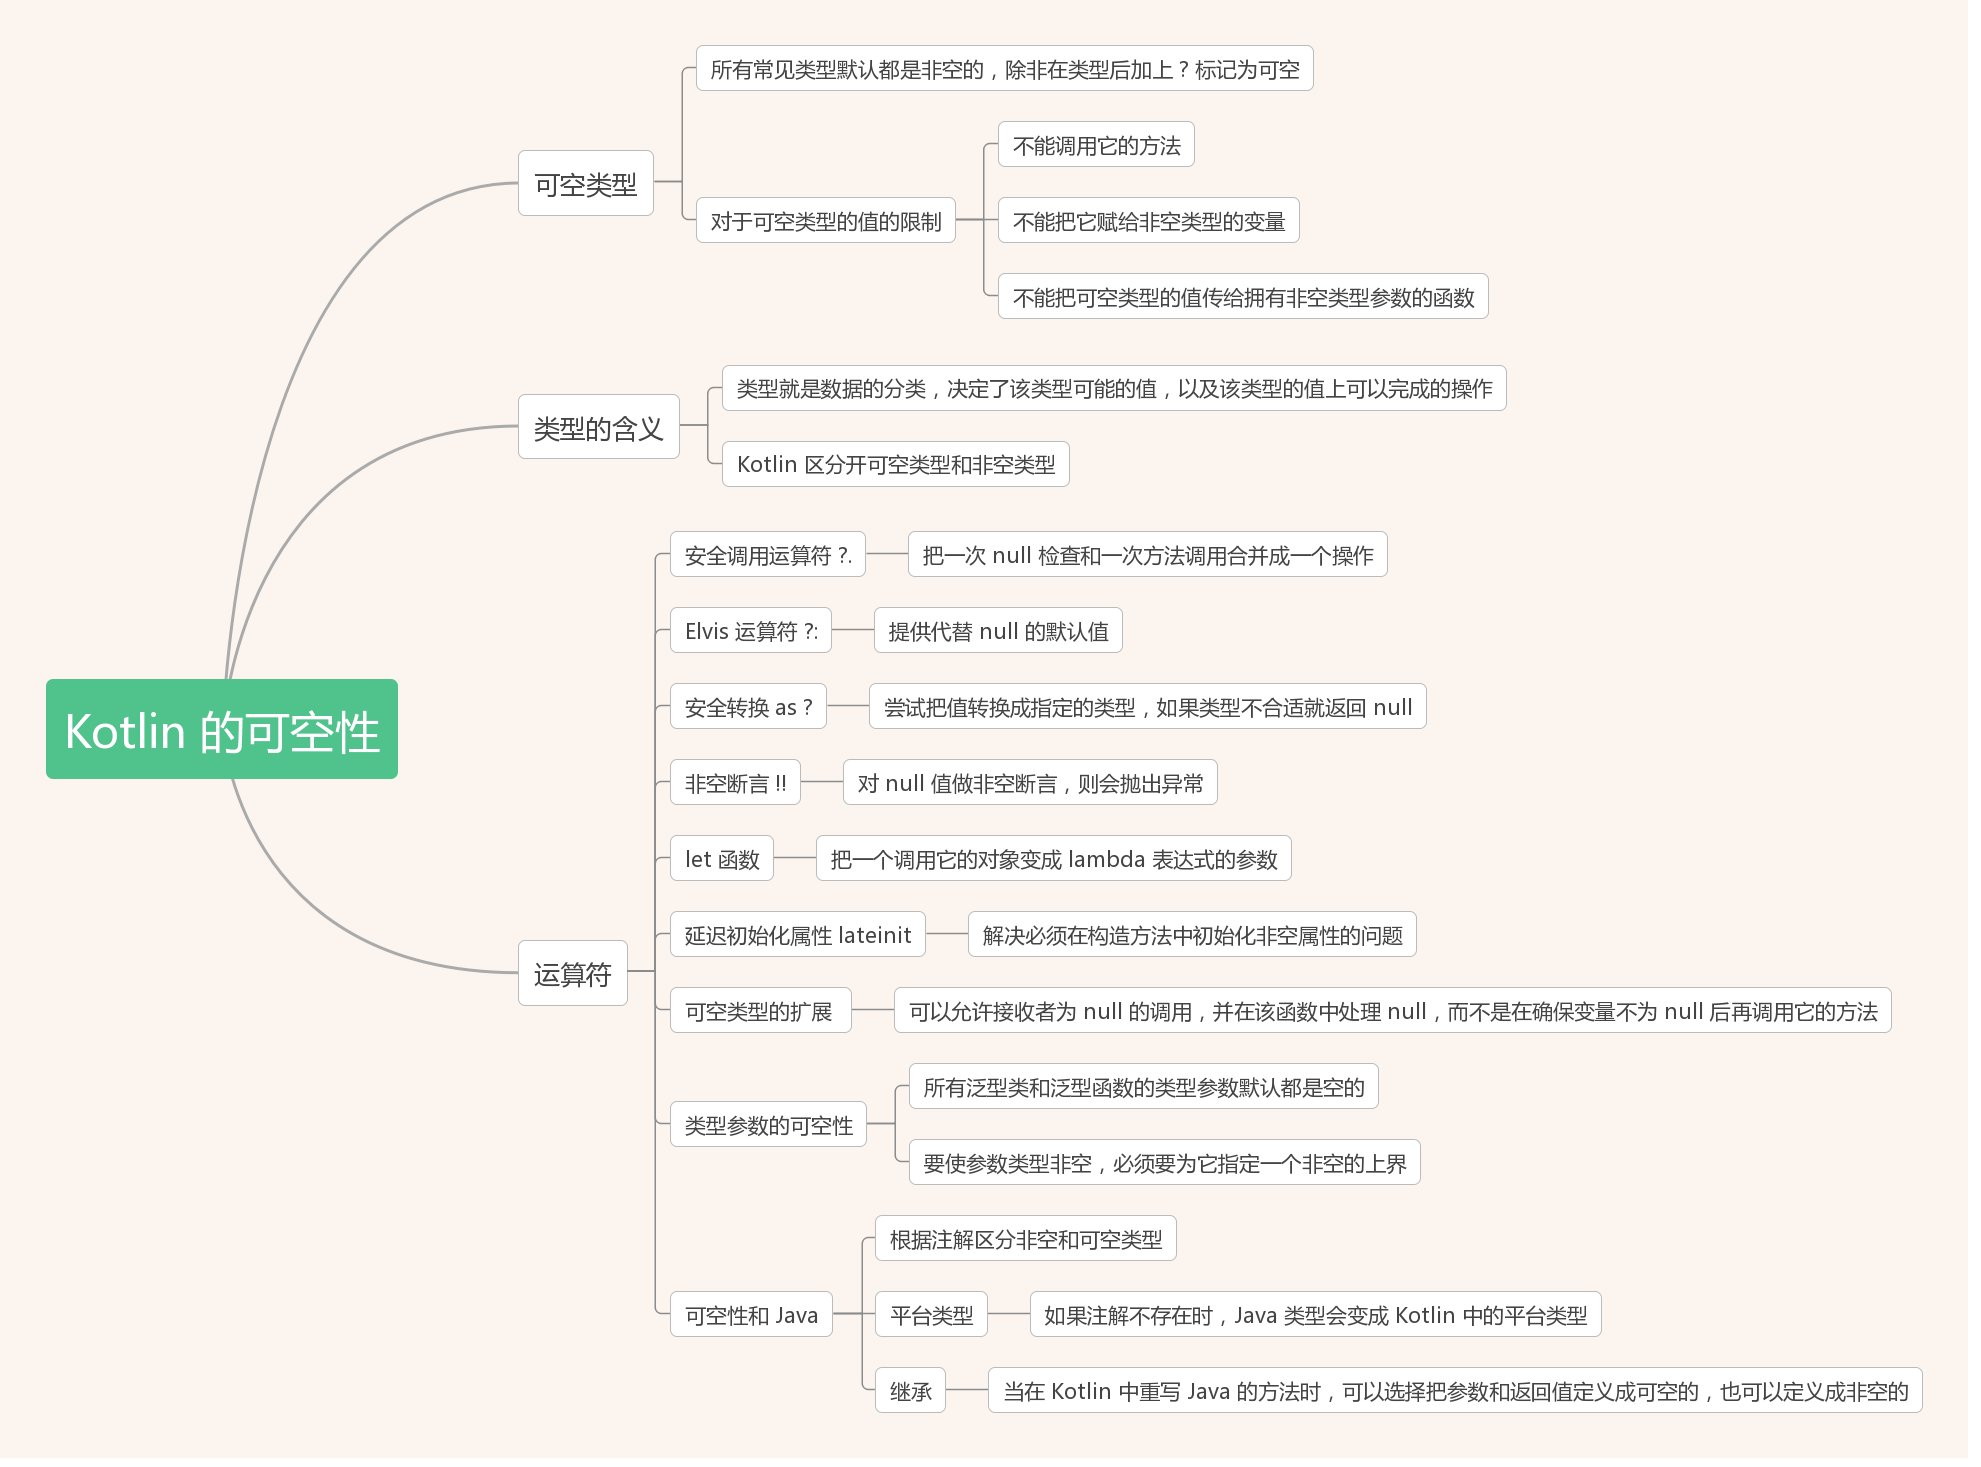 Kotlin 的可空性
可空类型
所有常见类型默认都是非空的，除非在类型后加上 ? 标记为可空
对于可空类型的值的限制
不能调用它的方法
不能把它赋给非空类型的变量
不能把可空类型的值传给拥有非空类型参数的函数
类型的含义
类型就是数据的分类，决定了该类型可能的值，以及该类型的值上可以完成的操作
Kotlin 区分开可空类型和非空类型
运算符
安全调用运算符 ?.
把一次 null 检查和一次方法调用合并成一个操作
Elvis 运算符 ?:
提供代替 null 的默认值
安全转换 as ?
尝试把值转换成指定的类型，如果类型不合适就返回 null
非空断言 !!
对 null 值做非空断言，则会抛出异常
let 函数
把一个调用它的对象变成 lambda 表达式的参数
延迟初始化属性 lateinit
解决必须在构造方法中初始化非空属性的问题
可空类型的扩展
可以允许接收者为 null 的调用，并在该函数中处理 null，而不是在确保变量不为 null 后再调用它的方法
类型参数的可空性
所有泛型类和泛型函数的类型参数默认都是空的
要使参数类型非空，必须要为它指定一个非空的上界
可空性和 Java
根据注解区分非空和可空类型
平台类型
如果注解不存在时，Java 类型会变成 Kotlin 中的平台类型
继承
当在 Kotlin 中重写 Java 的方法时，可以选择把参数和返回值定义成可空的，也可以定义成非空的